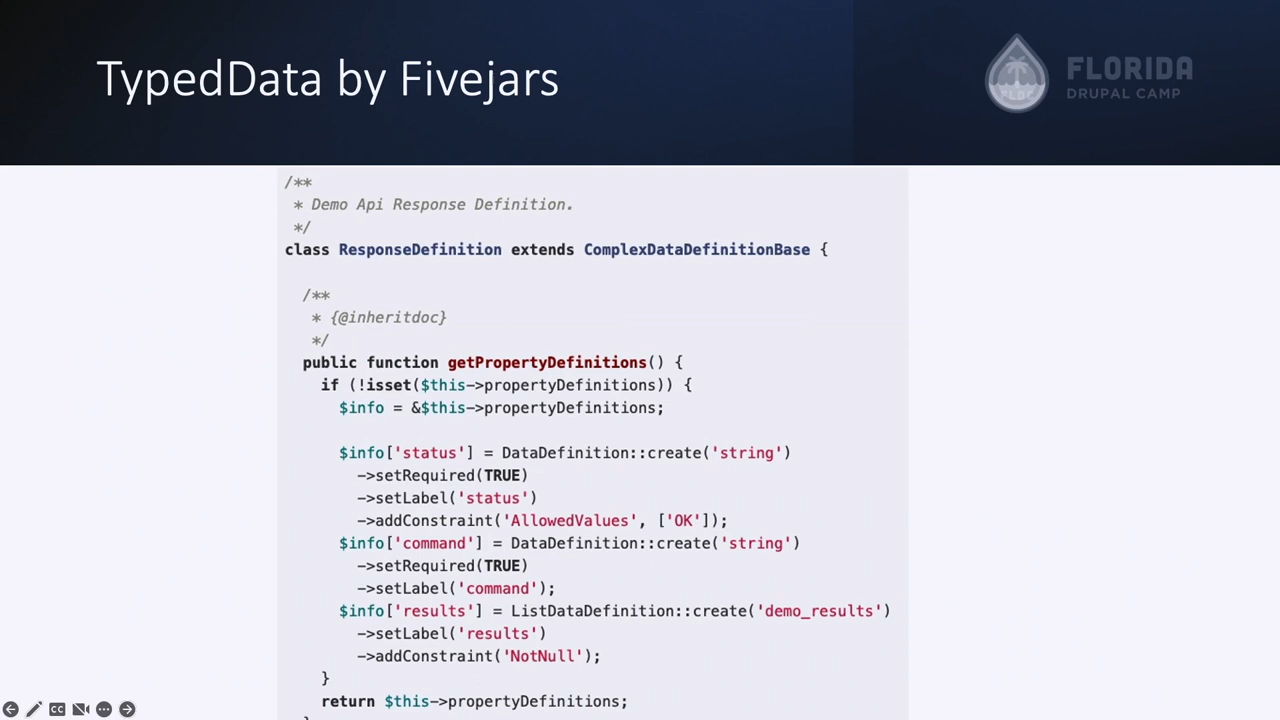 TypedData by Fivejars
FLORIDA
DRUPAL CAMP
/**
 * Demo Api Response Definition.
 */
class ResponseDefinition extends ComplexDataDefinitionBase {
  /**
   * {@inheritdoc}
   */
  public function getPropertyDefinitions() {
    if (!isset($this->propertyDefinitions)) {
      $info = &$this->propertyDefinitions;
      $info['status'] = DataDefinition::create('string')
        ->setRequired(TRUE)
        ->setLabel('status')
        ->addConstraint('AllowedValues', ['OK']);
      $info['command'] = DataDefinition::create('string')
        ->setRequired(TRUE)
        ->setLabel('command');
      $info['results'] = ListDataDefinition::create('demo_results')
        ->setLabel('results')
        ->addConstraint('NotNull');
    }
    return $this->propertyDefinitions;
CC